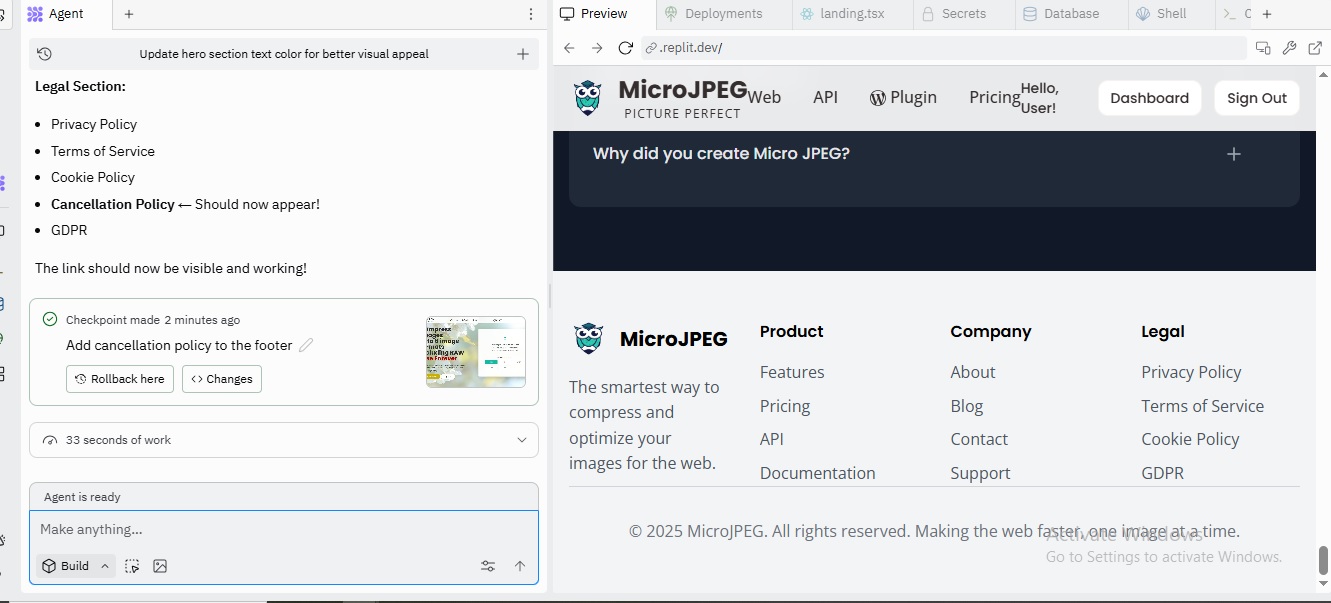 Agent
Update hero section text color for better visual appeal
Legal Section:
Privacy Policy
Terms of Service
Cookie Policy
Cancellation Policy ← Should now appear!
GDPR
The link should now be visible and working!
Checkpoint made 2 minutes ago
Add cancellation policy to the footer
Rollback here
Changes
33 seconds of work
Agent is ready
Make anything...
Build
Preview
Deployments
landing.tsx
Secrets
Database
Shell
.replit.dev/
MicroJPEG
PICTURE PERFECT
Web
API
Plugin
Pricing
Hello,
User!
Dashboard
Sign Out
Why did you create Micro JPEG?
MicroJPEG
The smartest way to
compress and
optimize your
images for the web.
Product
Features
Pricing
API
Documentation
Company
About
Blog
Contact
Support
Legal
Privacy Policy
Terms of Service
Cookie Policy
GDPR
© 2025 MicroJPEG. All rights reserved. Making the web faster, one image at a time.
Activate Windows
Go to Settings to activate Windows.